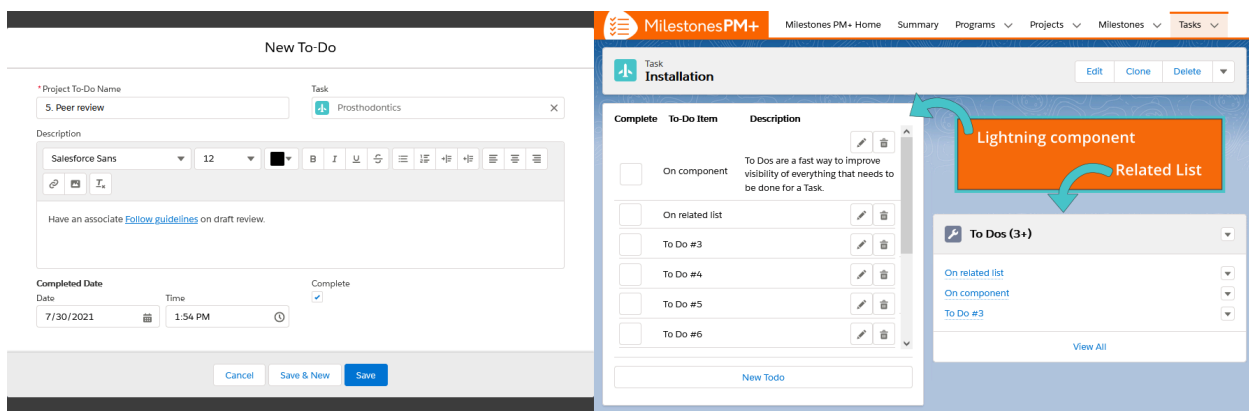 New To-Do
*Project To-Do Name
Task
5. Peer review
Prosthodontics
Description
Salesforce Sans
12
B I U S
Have an associate Follow guidelines on draft review.
Completed Date
Complete
Date
Time
7/30/2021
1:54 PM
Cancel
Save & New
Save
MilestonesPM+
Milestones PM+ Home
Summary
Programs
Projects
Milestones
Tasks
Task
Installation
Edit
Clone
Delete
Complete
To-Do Item
Description
On component
To Dos are a fast way to improve
visibility of everything that needs to
be done for a Task.
On related list
To Do #3
To Do #4
To Do #5
To Do #6
New Todo
Lightning component
Related List
To Dos (3+)
On related list
On component
To Do #3
View All